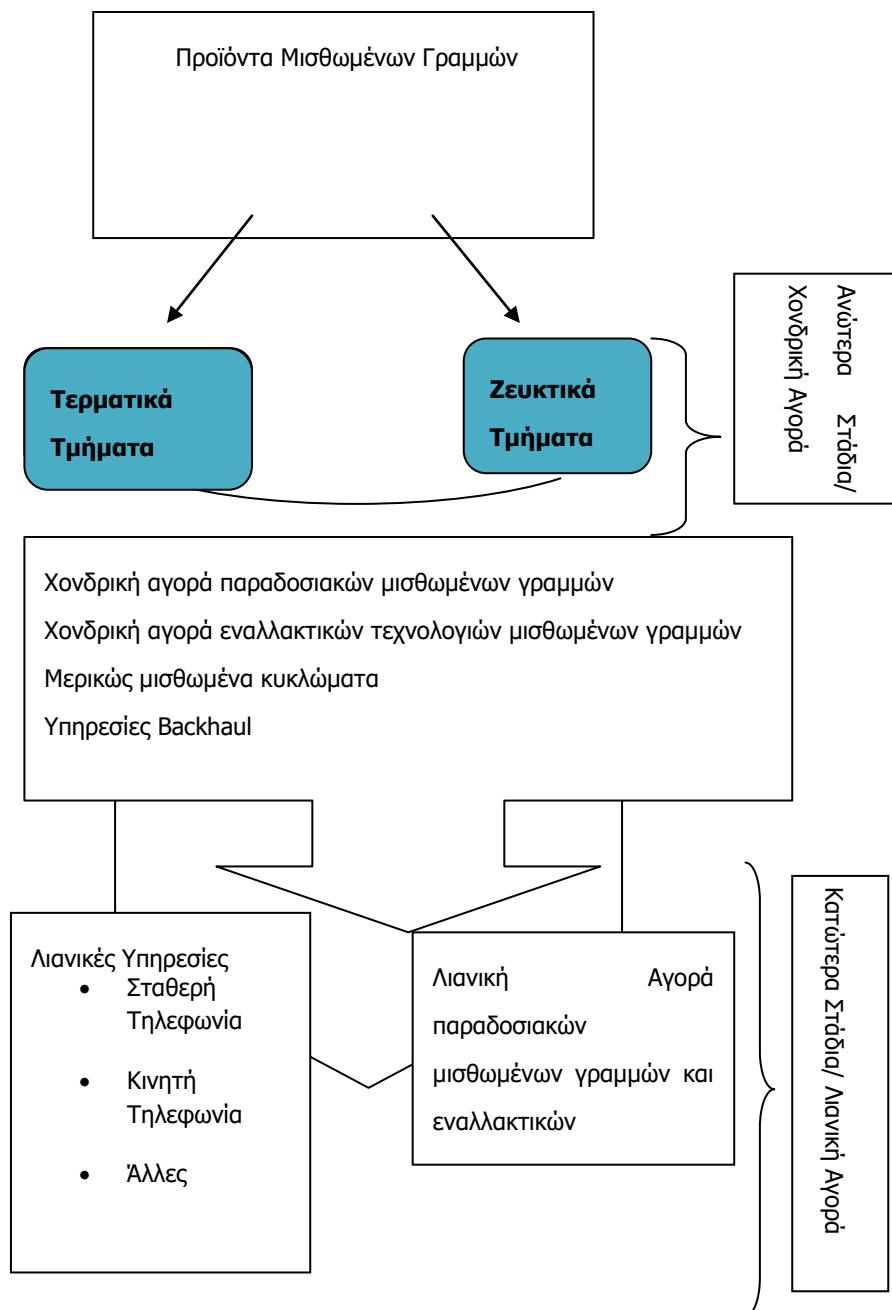 Προϊόντα Μισθωμένων Γραμμών
Τερματικά
Τμήματα
Ζευκτικά
Τμήματα
Ανώτερα Στάδια/
Χονδρική Αγορά
Χονδρική αγορά παραδοσιακών μισθωμένων γραμμών
Χονδρική αγορά εναλλακτικών τεχνολογιών μισθωμένων γραμμών
Μερικώς μισθωμένα κυκλώματα
Υπηρεσίες Backhaul
Λιανικές Υπηρεσίες
• Σταθερή
Τηλεφωνία
• Κινητή
Τηλεφωνία
• Άλλες
Λιανική Αγορά
παραδοσιακών
μισθωμένων γραμμών και
εναλλακτικών
Κατώτερα Στάδια/ Λιανική Αγορά